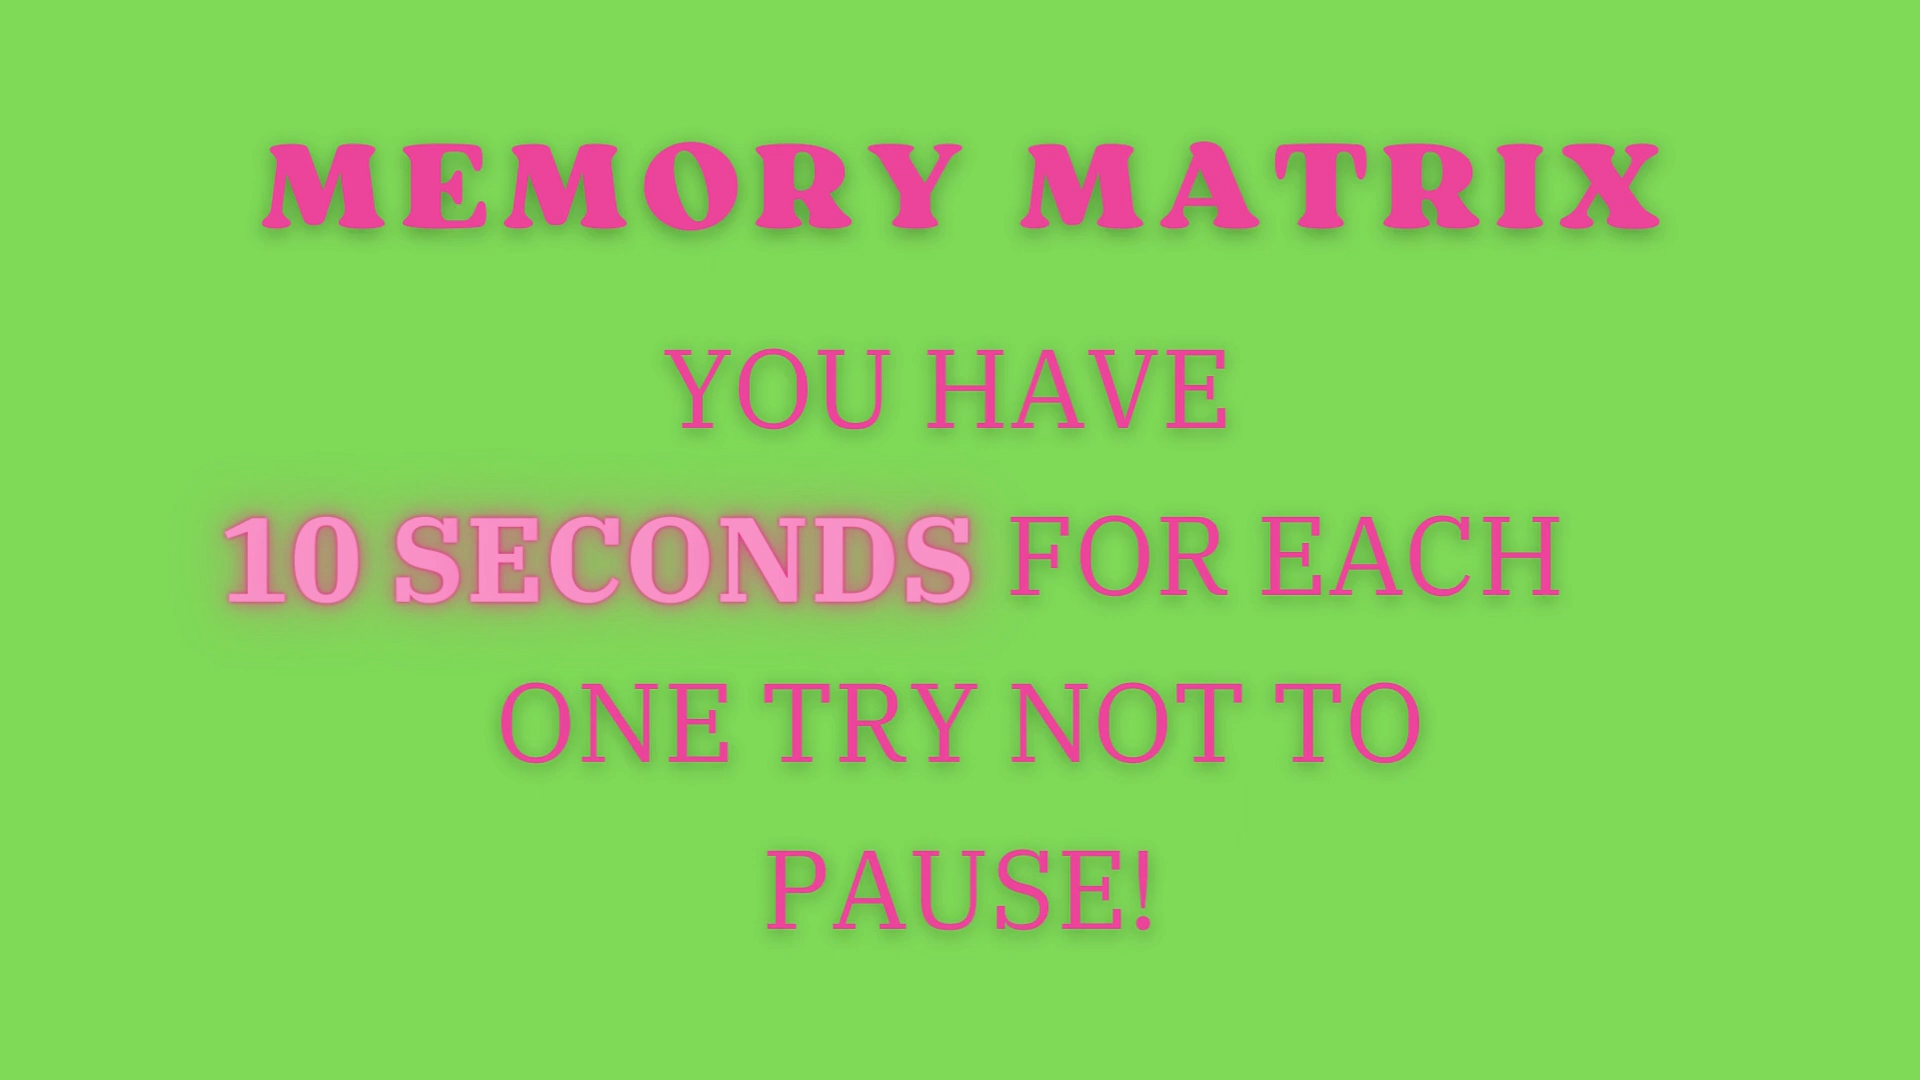 MEMORY MATRIX
YOU HAVE
10 SECONDS FOR EACH
ONE TRY NOT TO
PAUSE!